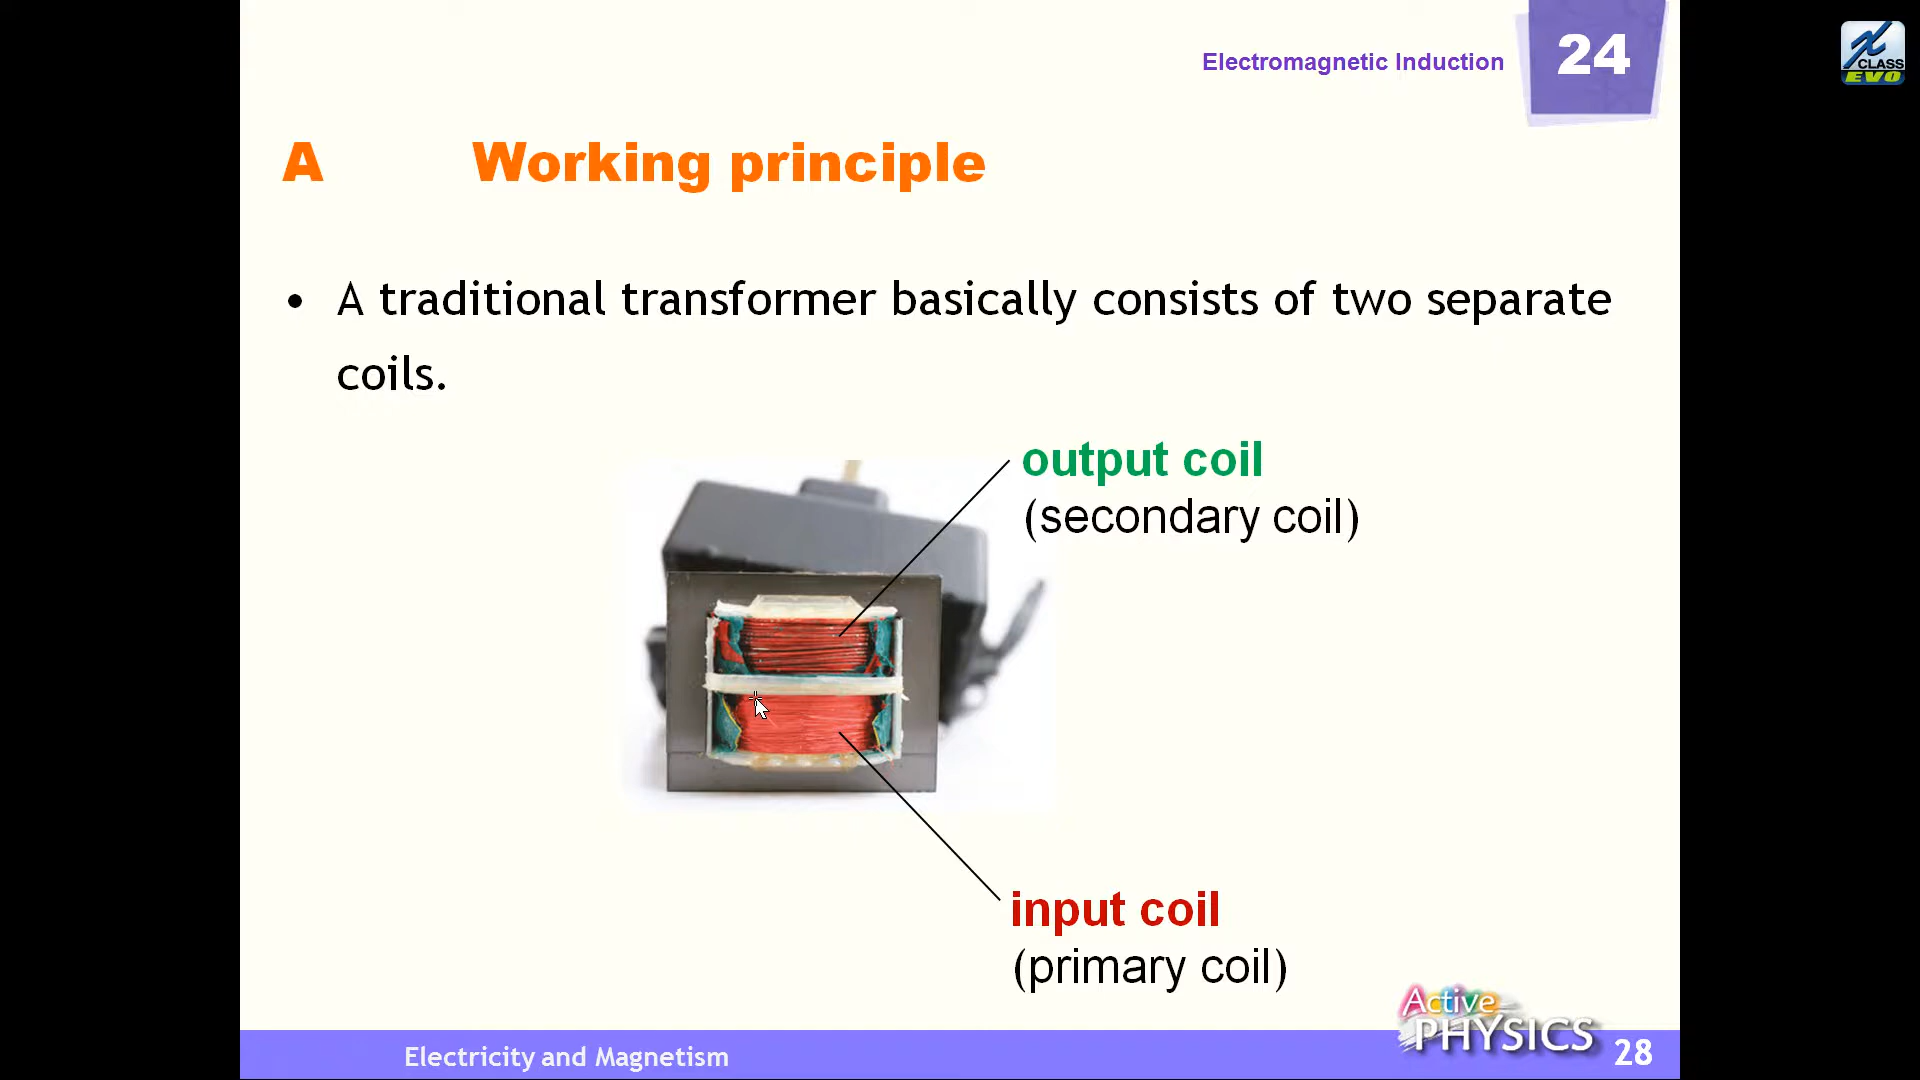 Electromagnetic Induction
24
CLASS
EVO
A Working principle
• A traditional transformer basically consists of two separate
coils.
output coil
(secondary coil)
input coil
(primary coil)
Active
PHYSICS
Electricity and Magnetism
28